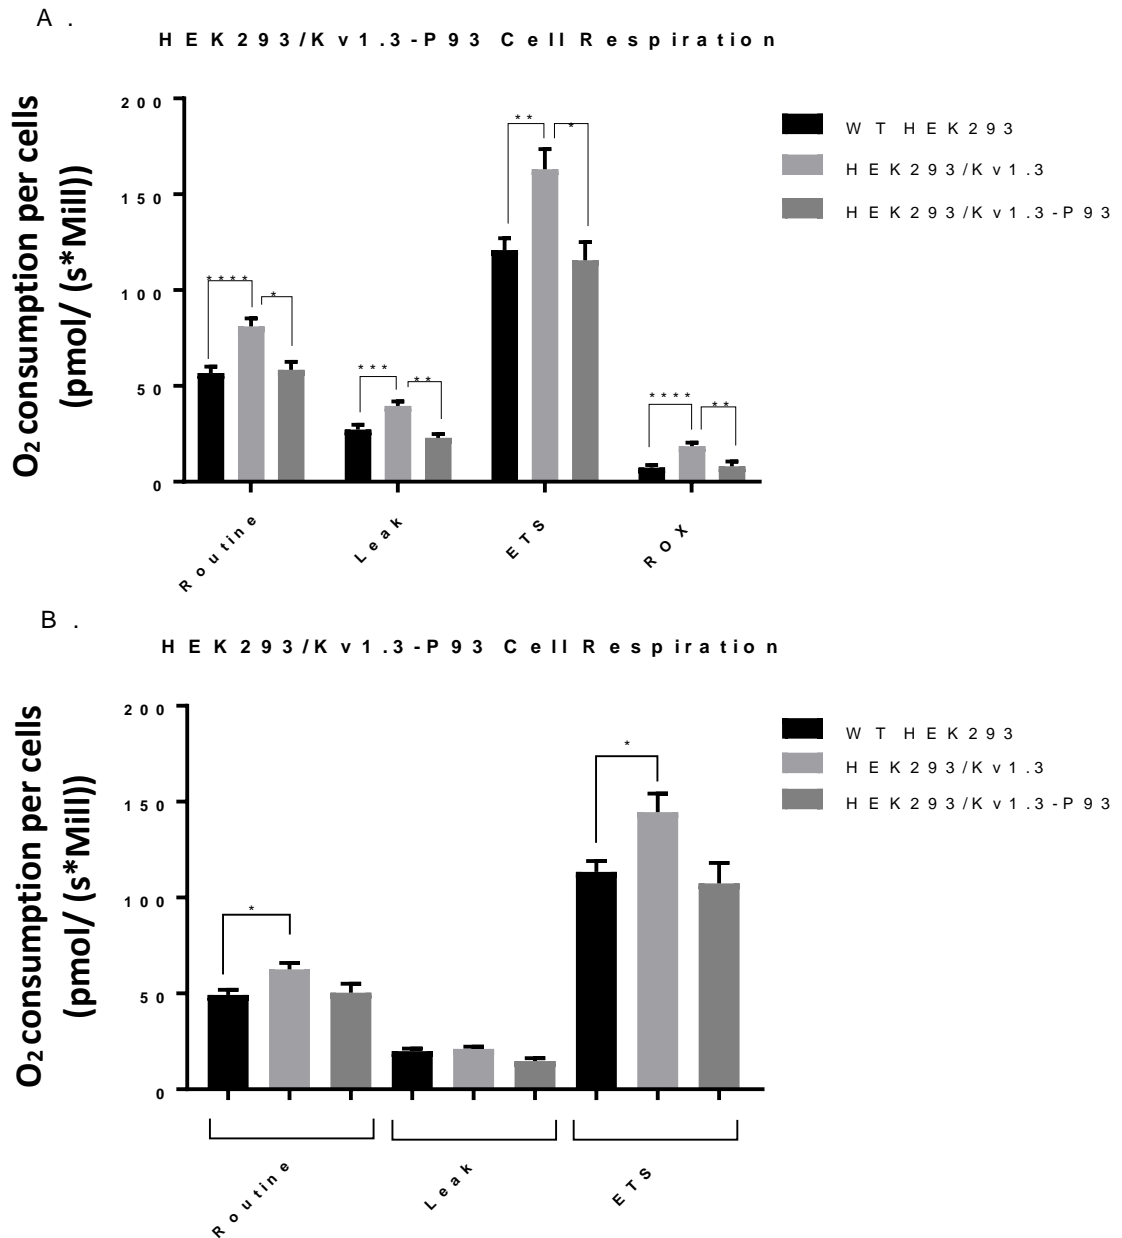 A.
HEK293/Kv1.3-P93 Cell Respiration
O₂ consumption per cells
(pmol/ (s*Mill))
200
150
100
50
0
****
*
***
**
**
*
****
**
Routine
Leak
ETS
ROX
WT HEK293
HEK293/Kv1.3
HEK293/Kv1.3-P93
B.
HEK293/Kv1.3-P93 Cell Respiration
O₂ consumption per cells
(pmol/ (s*Mill))
200
150
100
50
0
*
*
Routine
Leak
ETS
WT HEK293
HEK293/Kv1.3
HEK293/Kv1.3-P93